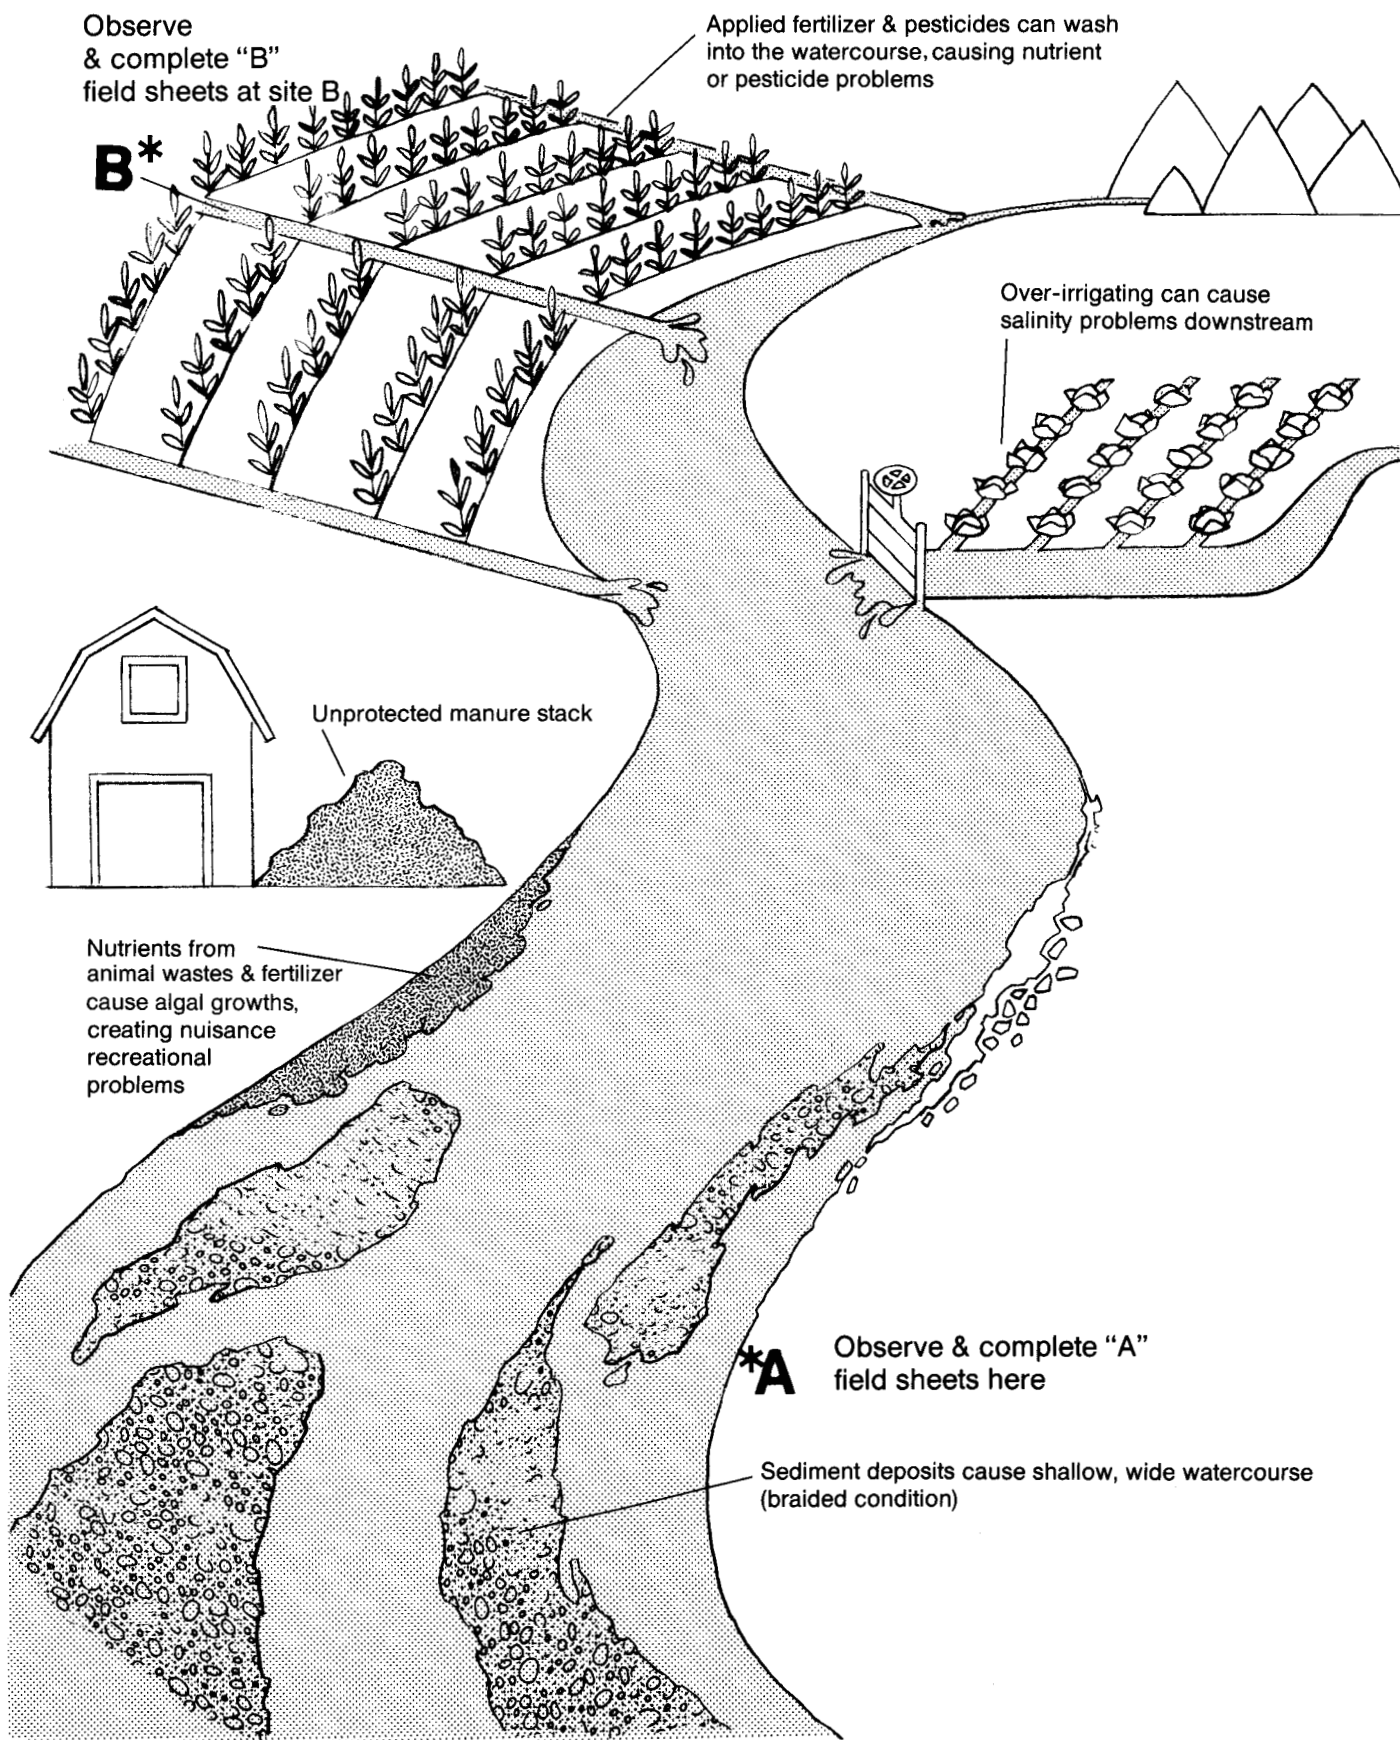 Observe
& complete “B”
field sheets at site B
B*
Applied fertilizer & pesticides can wash
into the watercourse, causing nutrient
or pesticide problems
Over-irrigating can cause
salinity problems downstream
Unprotected manure stack
Nutrients from
animal wastes & fertilizer
cause algal growths,
creating nuisance
recreational
problems
*A
Observe & complete “A”
field sheets here
Sediment deposits cause shallow, wide watercourse
(braided condition)